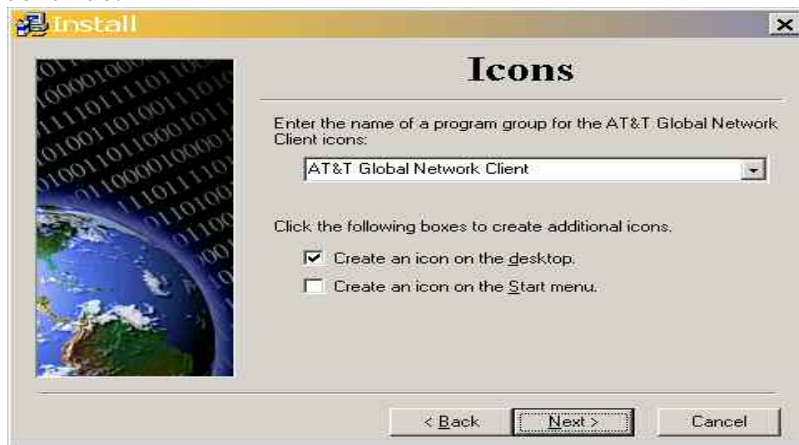 Install
Icons
Enter the name of a program group for the AT&T Global Network
Client icons:
AT&T Global Network Client
Click the following boxes to create additional icons.
Create an icon on the desktop.
Create an icon on the Start menu.
< Back
Next >
Cancel